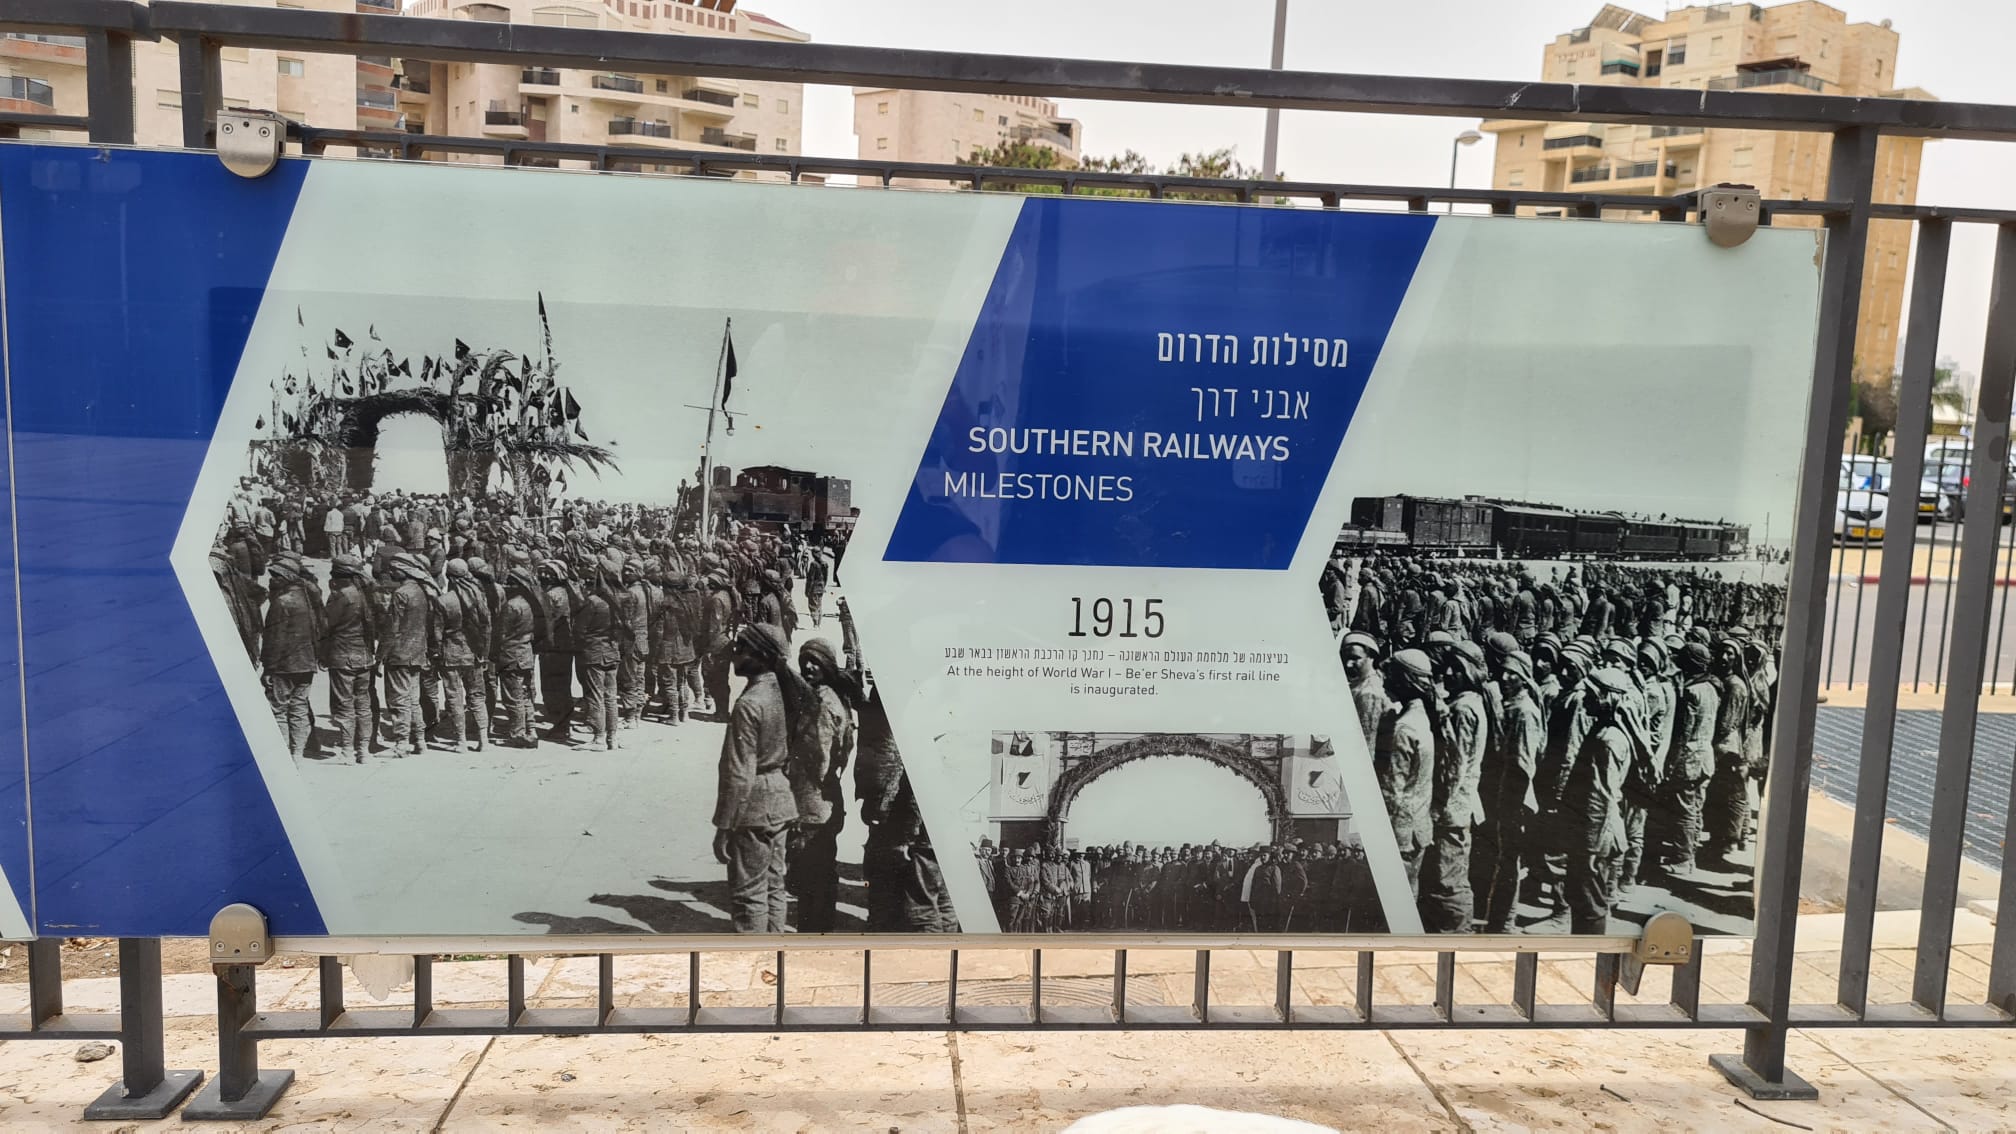 מסילות הדרום
אבני דרך
SOUTHERN RAILWAYS
MILESTONES
1915
בעיצומה של מלחמת העולם הראשונה – נחנך קו הרכבת הראשון בבאר שבע
At the height of World War I – Be'er Sheva's first rail line
is inaugurated.